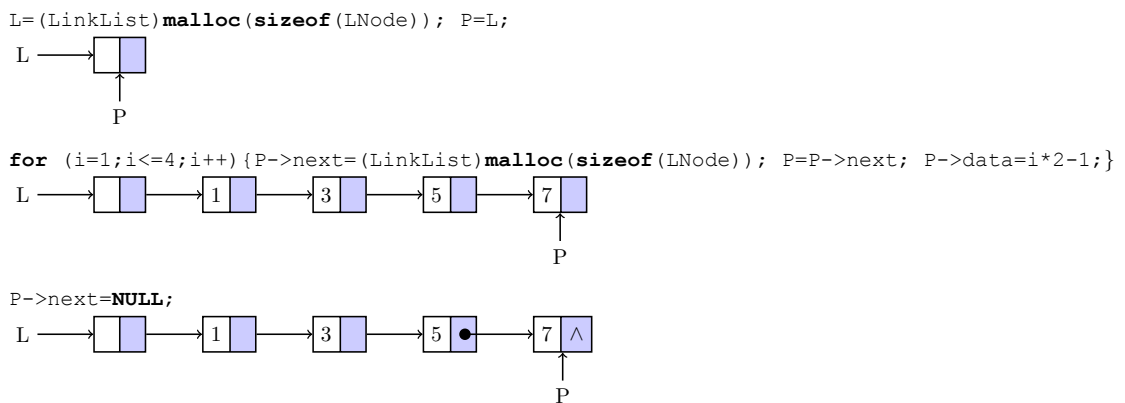 L=(LinkList)malloc(sizeof(LNode)); P=L;
L
P
for (i=1;i<=4;i++){P->next=(LinkList)malloc(sizeof(LNode)); P=P->next; P->data=i*2-1;}
L 1 3 5 7
P
P->next=NULL;
L 1 3 5 7 ∧
P